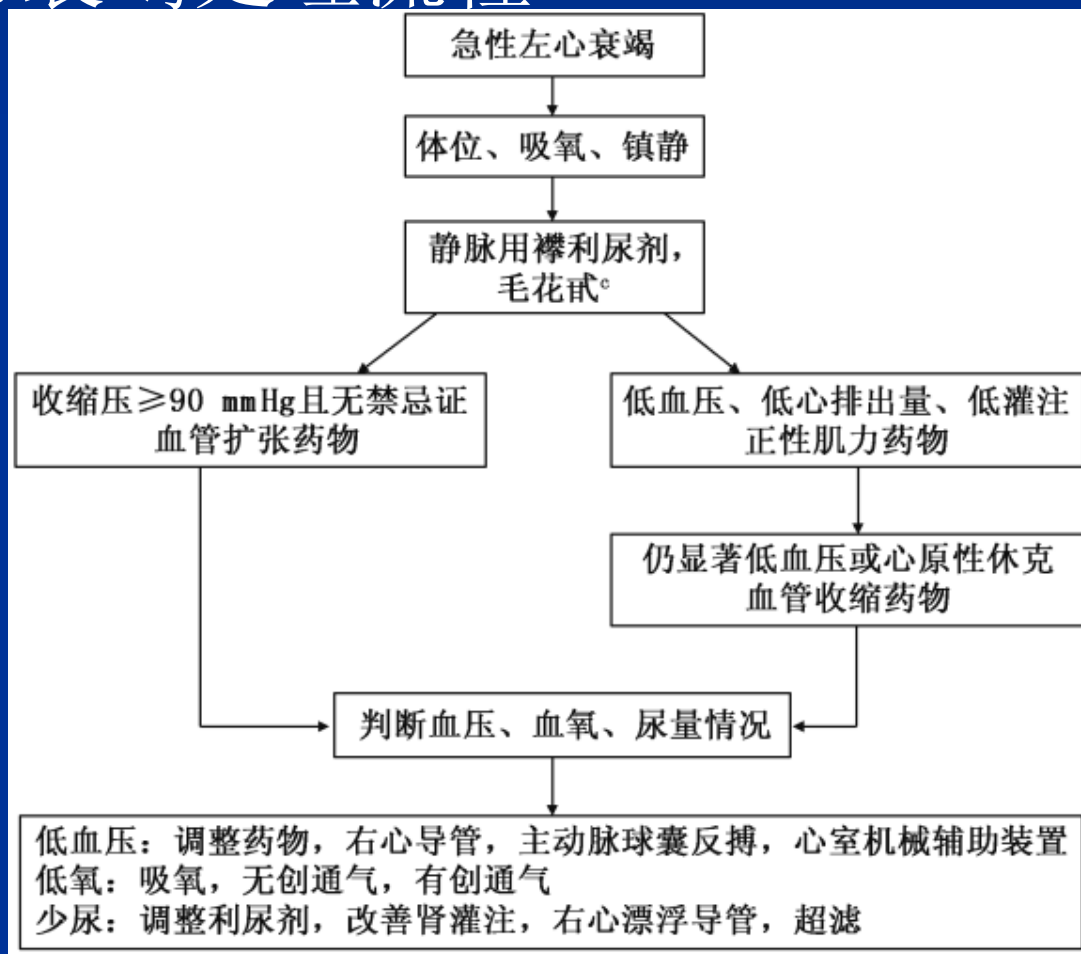 急性左心衰竭
体位、吸氧、镇静
静脉用襻利尿剂，
毛花甙ᶜ
收缩压≥90 mmHg且无禁忌证
血管扩张药物
低血压、低心排出量、低灌注
正性肌力药物
仍显著低血压或心原性休克
血管收缩药物
判断血压、血氧、尿量情况
低血压：调整药物，右心导管，主动脉球囊反搏，心室机械辅助装置
低氧：吸氧，无创通气，有创通气
少尿：调整利尿剂，改善肾灌注，右心漂浮导管，超滤